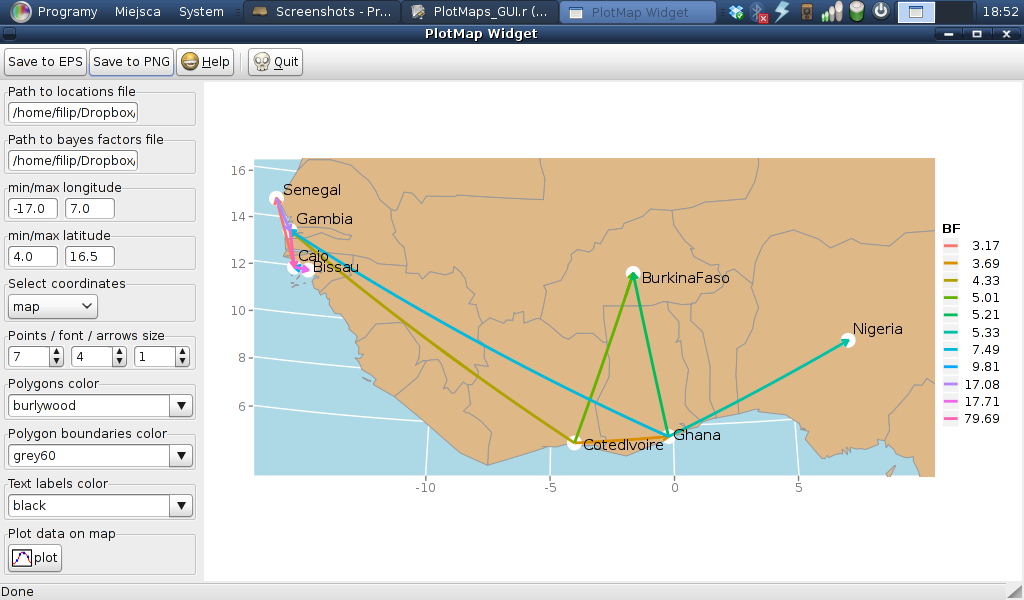 Programy Miejsca System Screenshots - Pr... PlotMaps_GUI.r (... PlotMap Widget 18:52
PlotMap Widget
Save to EPS Save to PNG Help Quit
Path to locations file
/home/filip/Dropbox/
Path to bayes factors file
/home/filip/Dropbox/
min/max longitude
-17.0 7.0
min/max latitude
4.0 16.5
Select coordinates
map
Points / font / arrows size
7 4 1
Polygons color
burlywood
Polygon boundaries color
grey60
Text labels color
black
Plot data on map
plot
16
14
12
10
8
6
-10 -5 0 5
Senegal
Gambia
Caio
Bissau
BurkinaFaso
Nigeria
Ghana
CotedIvoire
BF
3.17
3.69
4.33
5.01
5.21
5.33
7.49
9.81
17.08
17.71
79.69
Done